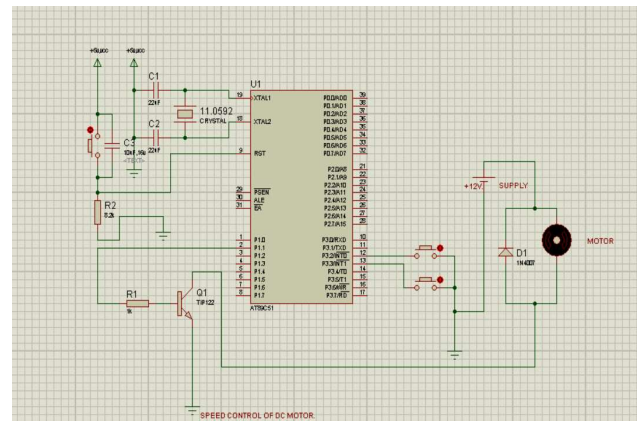 C1
22nF
U1
19 XTAL1
11.0592
CRYSTAL
18 XTAL2
C2
22nF
C3
9 RST
R2
8.2k
29 PSEN
30 ALE
31 EA
1 P1.0
2 P1.1
3 P1.2
4 P1.3
5 P1.4
6 P1.5
7 P1.6
8 P1.7
P0.0/AD0 39
P0.1/AD1 38
P0.2/AD2 37
P0.3/AD3 36
P0.4/AD4 35
P0.5/AD5 34
P0.6/AD6 33
P0.7/AD7 32
P2.0/A8 21
P2.1/A9 22
P2.2/A10 23
P2.3/A11 24
P2.4/A12 25
P2.5/A13 26
P2.6/A14 27
P2.7/A15 28
P3.0/RXD 10
P3.1/TXD 11
P3.2/INT0 12
P3.3/INT1 13
P3.4/T0 14
P3.5/T1 15
P3.6/WR 16
P3.7/RD 17
AT89C51
R1
1k
Q1
TIP122
+12V
SUPPLY
D1
1N4007
MOTOR
SPEED CONTROL OF DC MOTOR.